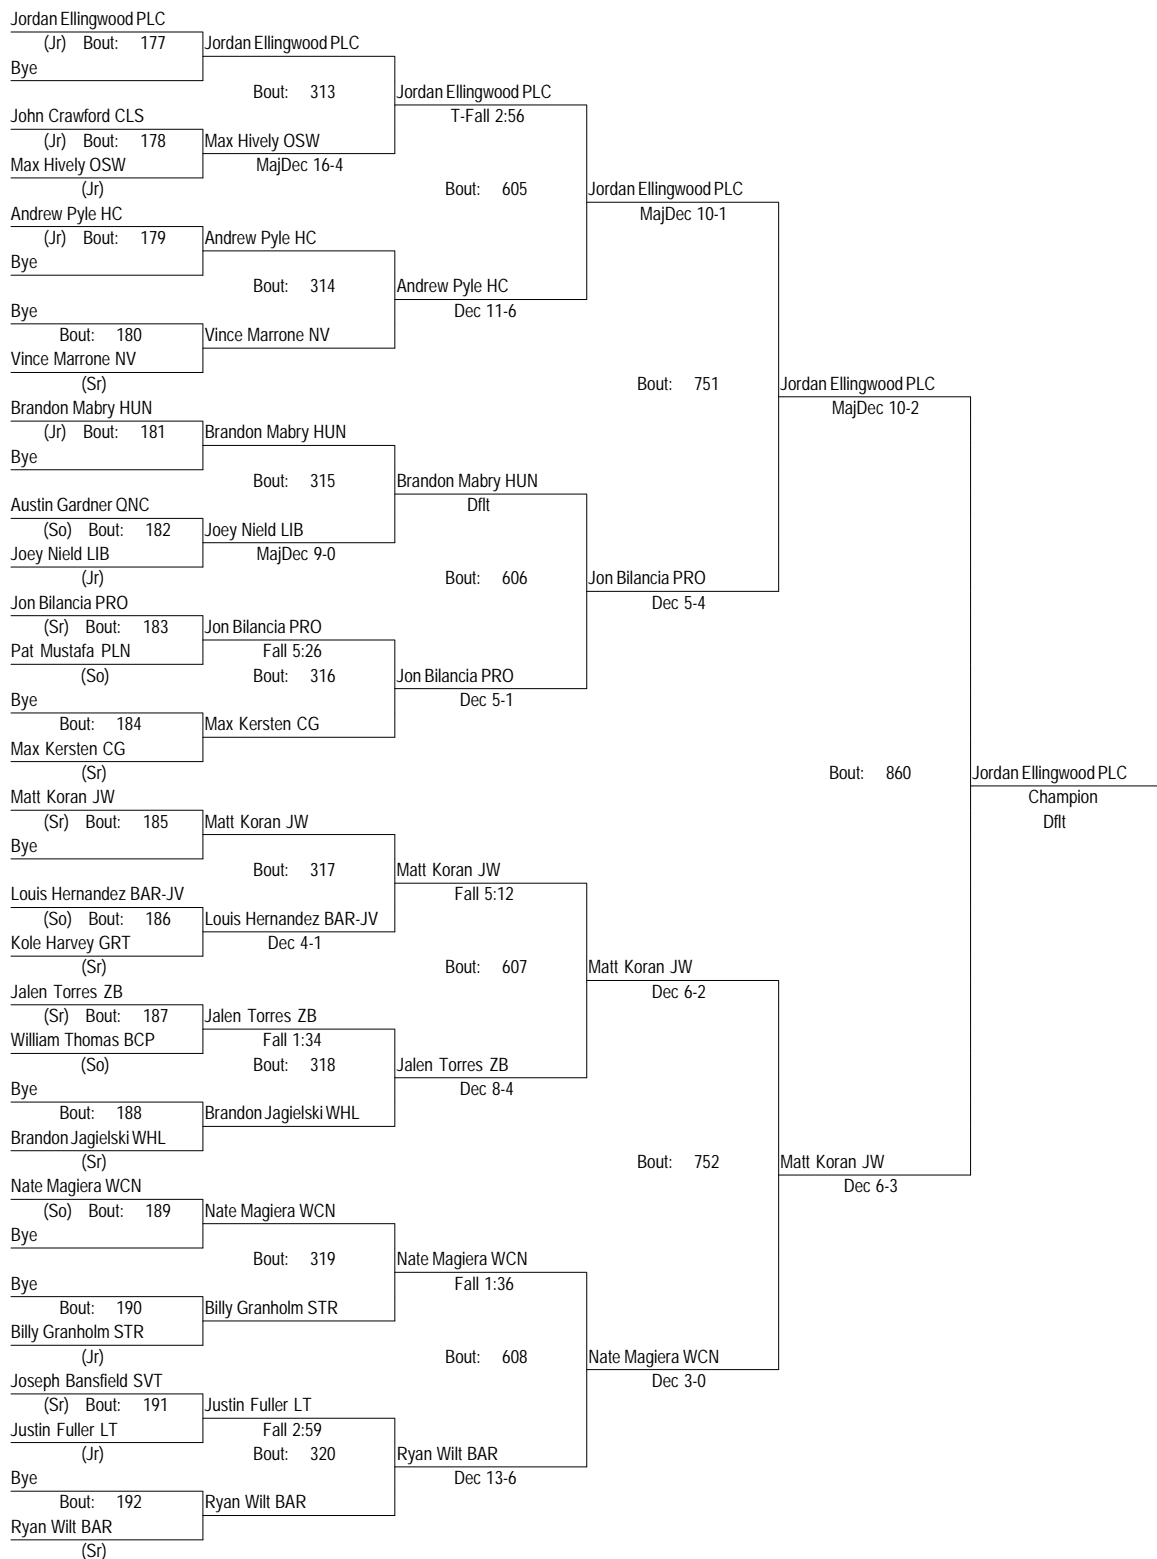 Jordan Ellingwood PLC
(Jr) Bout: 177 Jordan Ellingwood PLC
Bye
Bout: 313 Jordan Ellingwood PLC
John Crawford CLS T-Fall 2:56
(Jr) Bout: 178 Max Hively OSW
Max Hively OSW MajDec 16-4
(Jr) Bout: 605 Jordan Ellingwood PLC
Andrew Pyle HC MajDec 10-1
(Jr) Bout: 179 Andrew Pyle HC
Bye
Bout: 314 Andrew Pyle HC
Bye Dec 11-6
Bout: 180 Vince Marrone NV
Vince Marrone NV
(Sr) Bout: 751 Jordan Ellingwood PLC
Brandon Mabry HUN MajDec 10-2
(Jr) Bout: 181 Brandon Mabry HUN
Bye
Bout: 315 Brandon Mabry HUN
Austin Gardner QNC Dflt
(So) Bout: 182 Joey Nield LIB
Joey Nield LIB MajDec 9-0
(Jr) Bout: 606 Jon Bilancia PRO
Jon Bilancia PRO Dec 5-4
(Sr) Bout: 183 Jon Bilancia PRO
Pat Mustafa PLN Fall 5:26
(So) Bout: 316 Jon Bilancia PRO
Bye Dec 5-1
Bout: 184 Max Kersten CG
Max Kersten CG
(Sr) Bout: 860 Jordan Ellingwood PLC
Matt Koran JW Champion
(Sr) Bout: 185 Matt Koran JW Dflt
Bye
Bout: 317 Matt Koran JW
Louis Hernandez BAR-JV Fall 5:12
(So) Bout: 186 Louis Hernandez BAR-JV
Kole Harvey GRT Dec 4-1
(Sr) Bout: 607 Matt Koran JW
Jalen Torres ZB Dec 6-2
(Sr) Bout: 187 Jalen Torres ZB
William Thomas BCP Fall 1:34
(So) Bout: 318 Jalen Torres ZB
Bye Dec 8-4
Bout: 188 Brandon Jagielski WHL
Brandon Jagielski WHL
(Sr) Bout: 752 Matt Koran JW
Nate Magiera WCN Dec 6-3
(So) Bout: 189 Nate Magiera WCN
Bye
Bout: 319 Nate Magiera WCN
Bye Fall 1:36
Bout: 190 Billy Granholm STR
Billy Granholm STR
(Jr) Bout: 608 Nate Magiera WCN
Joseph Bansfield SVT Dec 3-0
(Sr) Bout: 191 Justin Fuller LT
Justin Fuller LT Fall 2:59
(Jr) Bout: 320 Ryan Wilt BAR
Bye Dec 13-6
Bout: 192 Ryan Wilt BAR
Ryan Wilt BAR
(Sr)